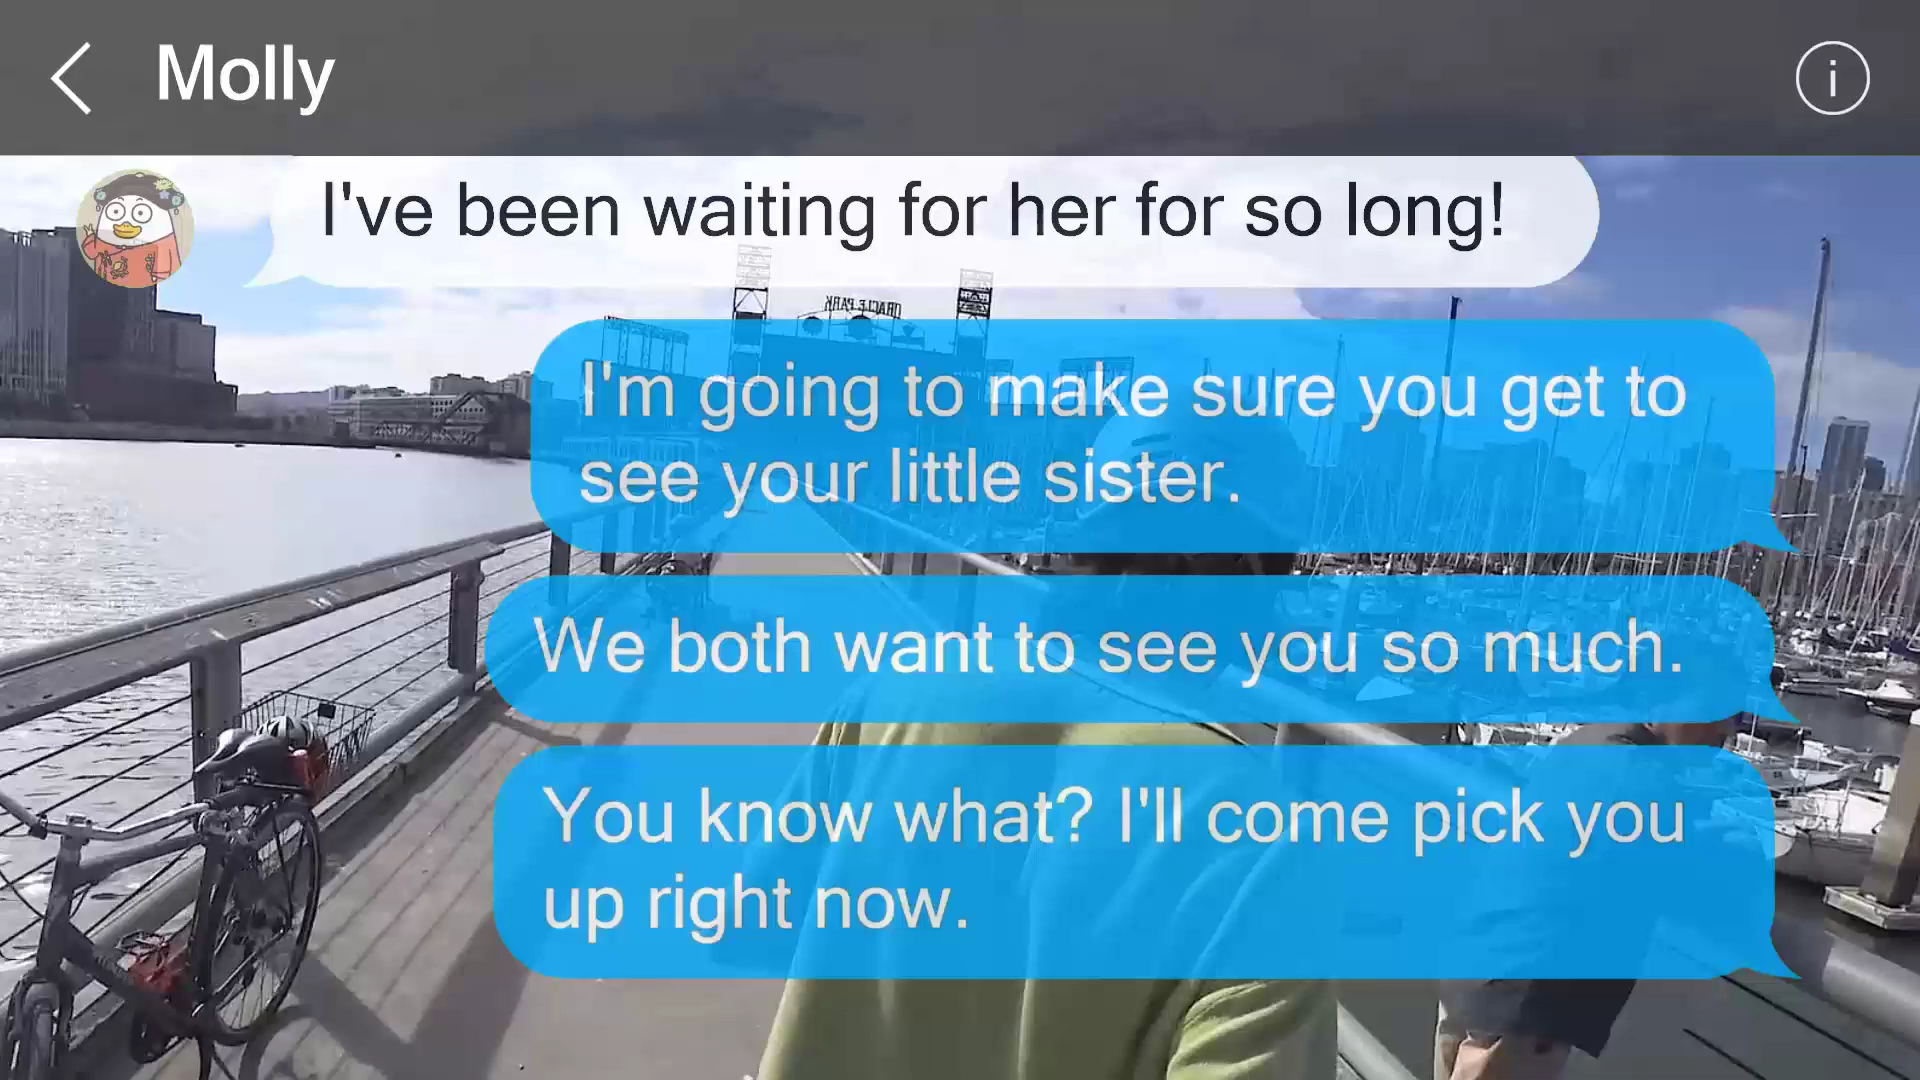 Molly
I've been waiting for her for so long!
ORACLE PARK
I'm going to make sure you get to
see your little sister.
We both want to see you so much.
You know what? I'll come pick you
up right now.